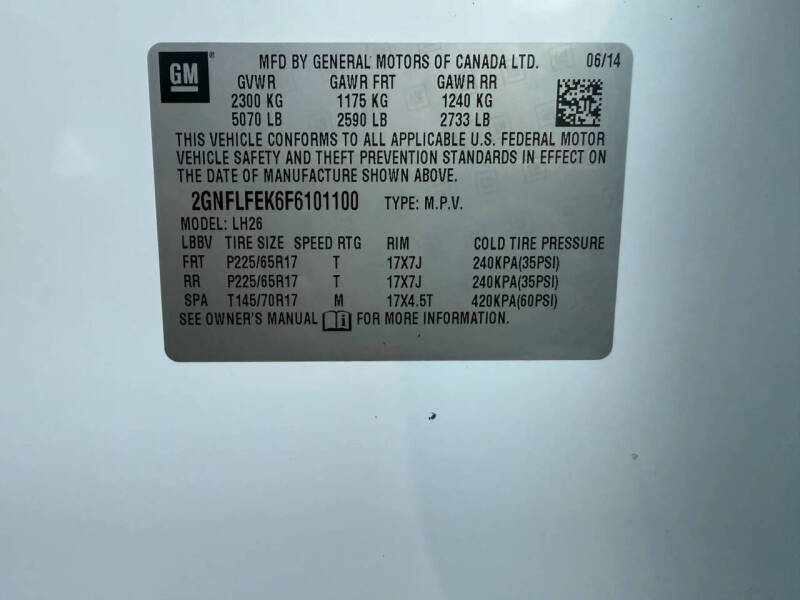 GM ® MFD BY GENERAL MOTORS OF CANADA LTD. 06/14
GVWR GAWR FRT GAWR RR
2300 KG 1175 KG 1240 KG
5070 LB 2590 LB 2733 LB
THIS VEHICLE CONFORMS TO ALL APPLICABLE U.S. FEDERAL MOTOR
VEHICLE SAFETY AND THEFT PREVENTION STANDARDS IN EFFECT ON
THE DATE OF MANUFACTURE SHOWN ABOVE.
2GNFLFEK6F6101100 TYPE: M.P.V.
MODEL: LH26
LBBV TIRE SIZE SPEED RTG RIM COLD TIRE PRESSURE
FRT P225/65R17 T 17X7J 240KPA(35PSI)
RR P225/65R17 T 17X7J 240KPA(35PSI)
SPA T145/70R17 M 17X4.5T 420KPA(60PSI)
SEE OWNER'S MANUAL i FOR MORE INFORMATION.